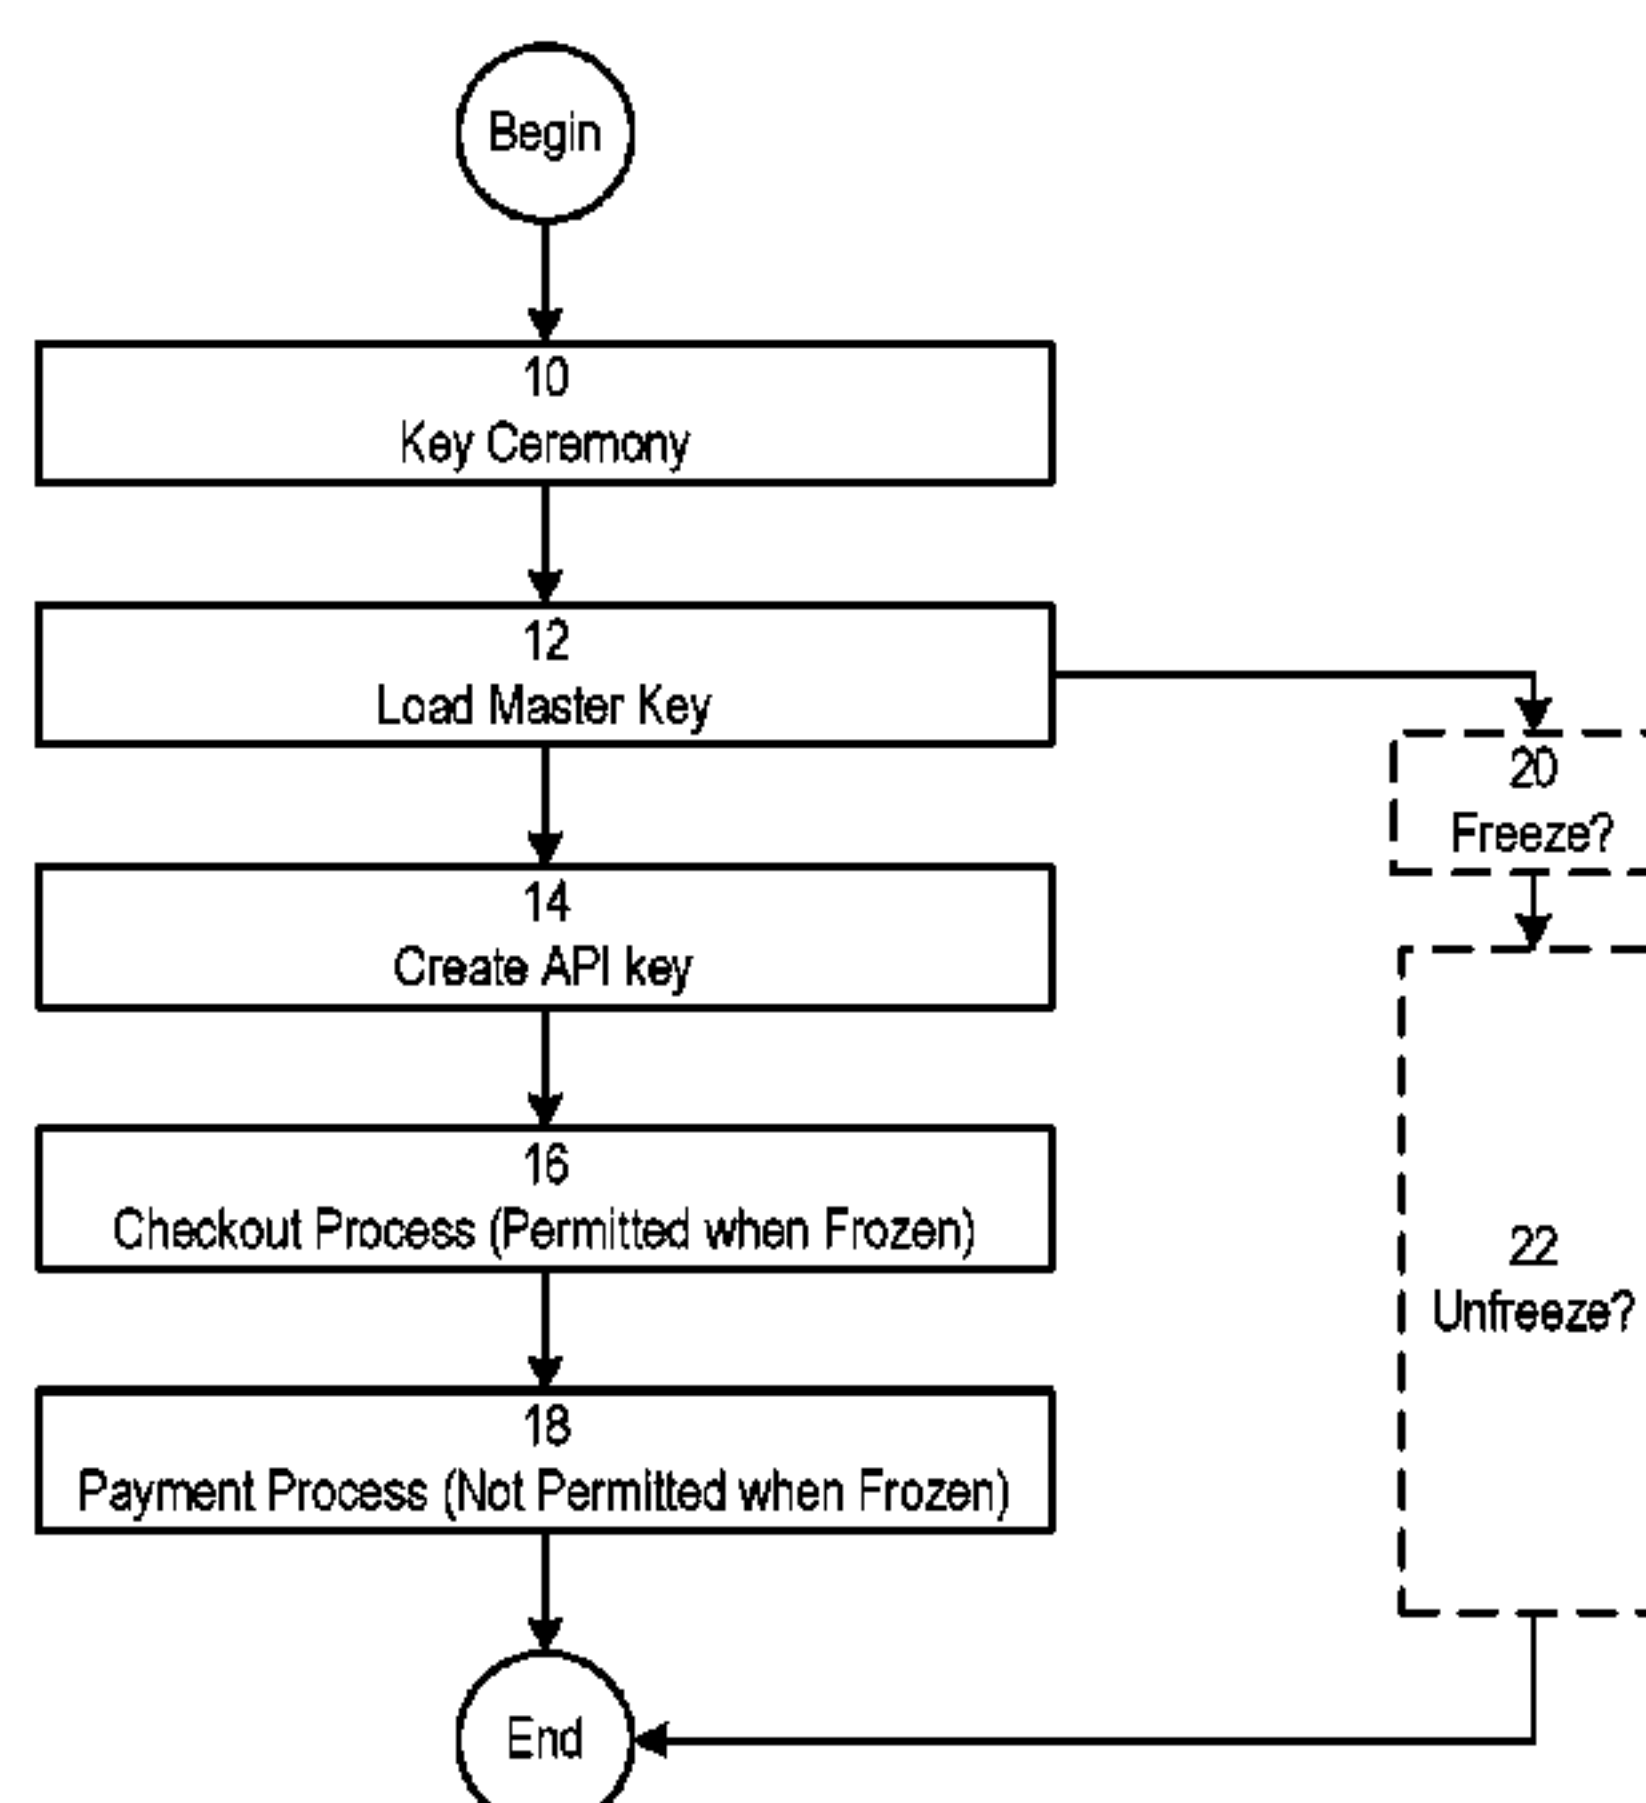 Begin
10
Key Ceremony
12
Load Master Key
14
Create API key
16
Checkout Process (Permitted when Frozen)
18
Payment Process (Not Permitted when Frozen)
End
20
Freeze?
22
Unfreeze?